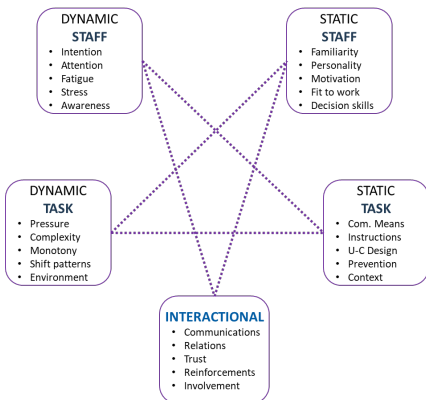 DYNAMIC
STAFF
• Intention
• Attention
• Fatigue
• Stress
• Awareness
STATIC
STAFF
• Familiarity
• Personality
• Motivation
• Fit to work
• Decision skills
DYNAMIC
TASK
• Pressure
• Complexity
• Monotony
• Shift patterns
• Environment
STATIC
TASK
• Com. Means
• Instructions
• U-C Design
• Prevention
• Context
INTERACTIONAL
• Communications
• Relations
• Trust
• Reinforcements
• Involvement